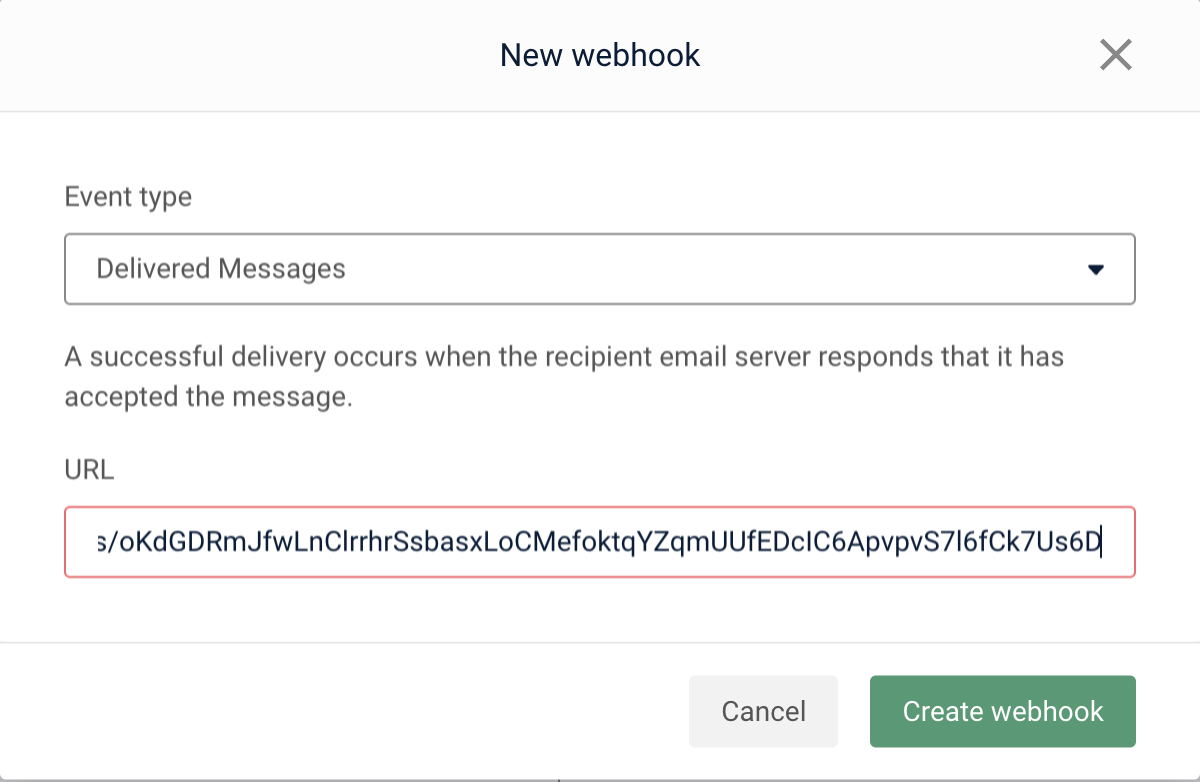 New webhook
Event type
Delivered Messages
A successful delivery occurs when the recipient email server responds that it has
accepted the message.
URL
s/oKdGDRmJfwLnClrrhrSsbasxLoCMefoktqYZqmUUfEDcIC6ApvpvS7l6fCk7Us6D
Cancel
Create webhook